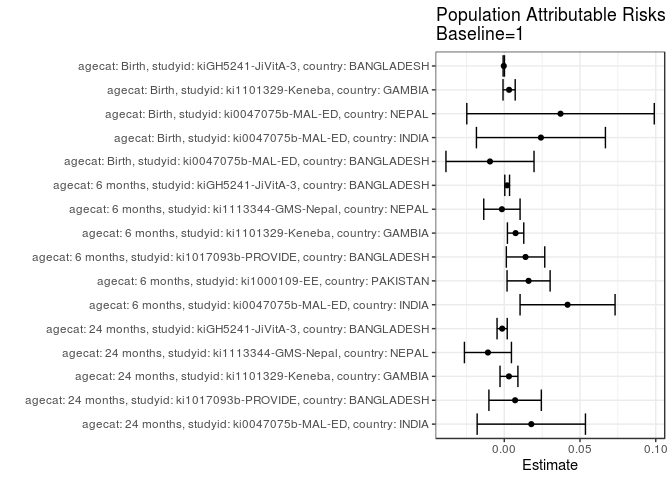 Population Attributable Risks
Baseline=1
agecat: Birth, studyid: kiGH5241-JiVitA-3, country: BANGLADESH
agecat: Birth, studyid: ki1101329-Keneba, country: GAMBIA
agecat: Birth, studyid: ki0047075b-MAL-ED, country: NEPAL
agecat: Birth, studyid: ki0047075b-MAL-ED, country: INDIA
agecat: Birth, studyid: ki0047075b-MAL-ED, country: BANGLADESH
agecat: 6 months, studyid: kiGH5241-JiVitA-3, country: BANGLADESH
agecat: 6 months, studyid: ki1113344-GMS-Nepal, country: NEPAL
agecat: 6 months, studyid: ki1101329-Keneba, country: GAMBIA
agecat: 6 months, studyid: ki1017093b-PROVIDE, country: BANGLADESH
agecat: 6 months, studyid: ki1000109-EE, country: PAKISTAN
agecat: 6 months, studyid: ki0047075b-MAL-ED, country: INDIA
agecat: 24 months, studyid: kiGH5241-JiVitA-3, country: BANGLADESH
agecat: 24 months, studyid: ki1113344-GMS-Nepal, country: NEPAL
agecat: 24 months, studyid: ki1101329-Keneba, country: GAMBIA
agecat: 24 months, studyid: ki1017093b-PROVIDE, country: BANGLADESH
agecat: 24 months, studyid: ki0047075b-MAL-ED, country: INDIA
0.00 0.05 0.10
Estimate